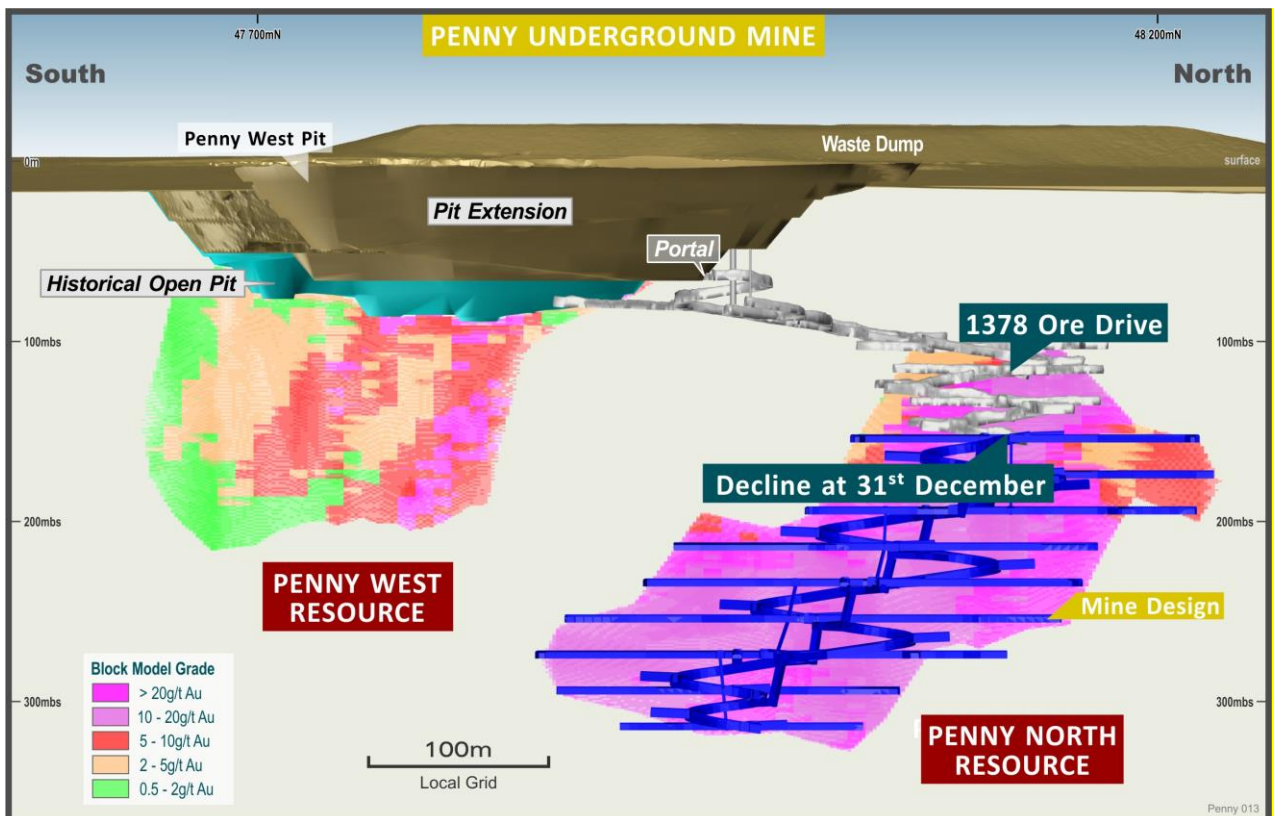 47 700mN
PENNY UNDERGROUND MINE
48 200mN
South
North
Penny West Pit
Waste Dump
0m
surface
Pit Extension
Portal
Historical Open Pit
1378 Ore Drive
100mbs
100mbs
Decline at 31st December
200mbs
200mbs
PENNY WEST
RESOURCE
Mine Design
Block Model Grade
> 20g/t Au
10 - 20g/t Au
5 - 10g/t Au
2 - 5g/t Au
0.5 - 2g/t Au
300mbs
300mbs
100m
Local Grid
PENNY NORTH
RESOURCE
Penny 013